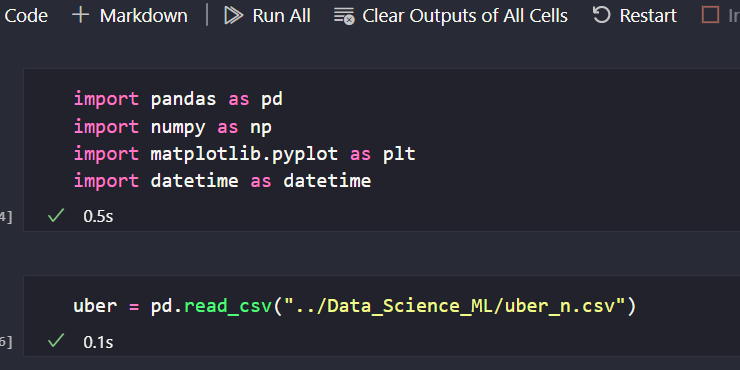 Code + Markdown Run All Clear Outputs of All Cells Restart
import pandas as pd
import numpy as np
import matplotlib.pyplot as plt
import datetime as datetime
4] 0.5s
uber = pd.read_csv("../Data_Science_ML/uber_n.csv")
6] 0.1s